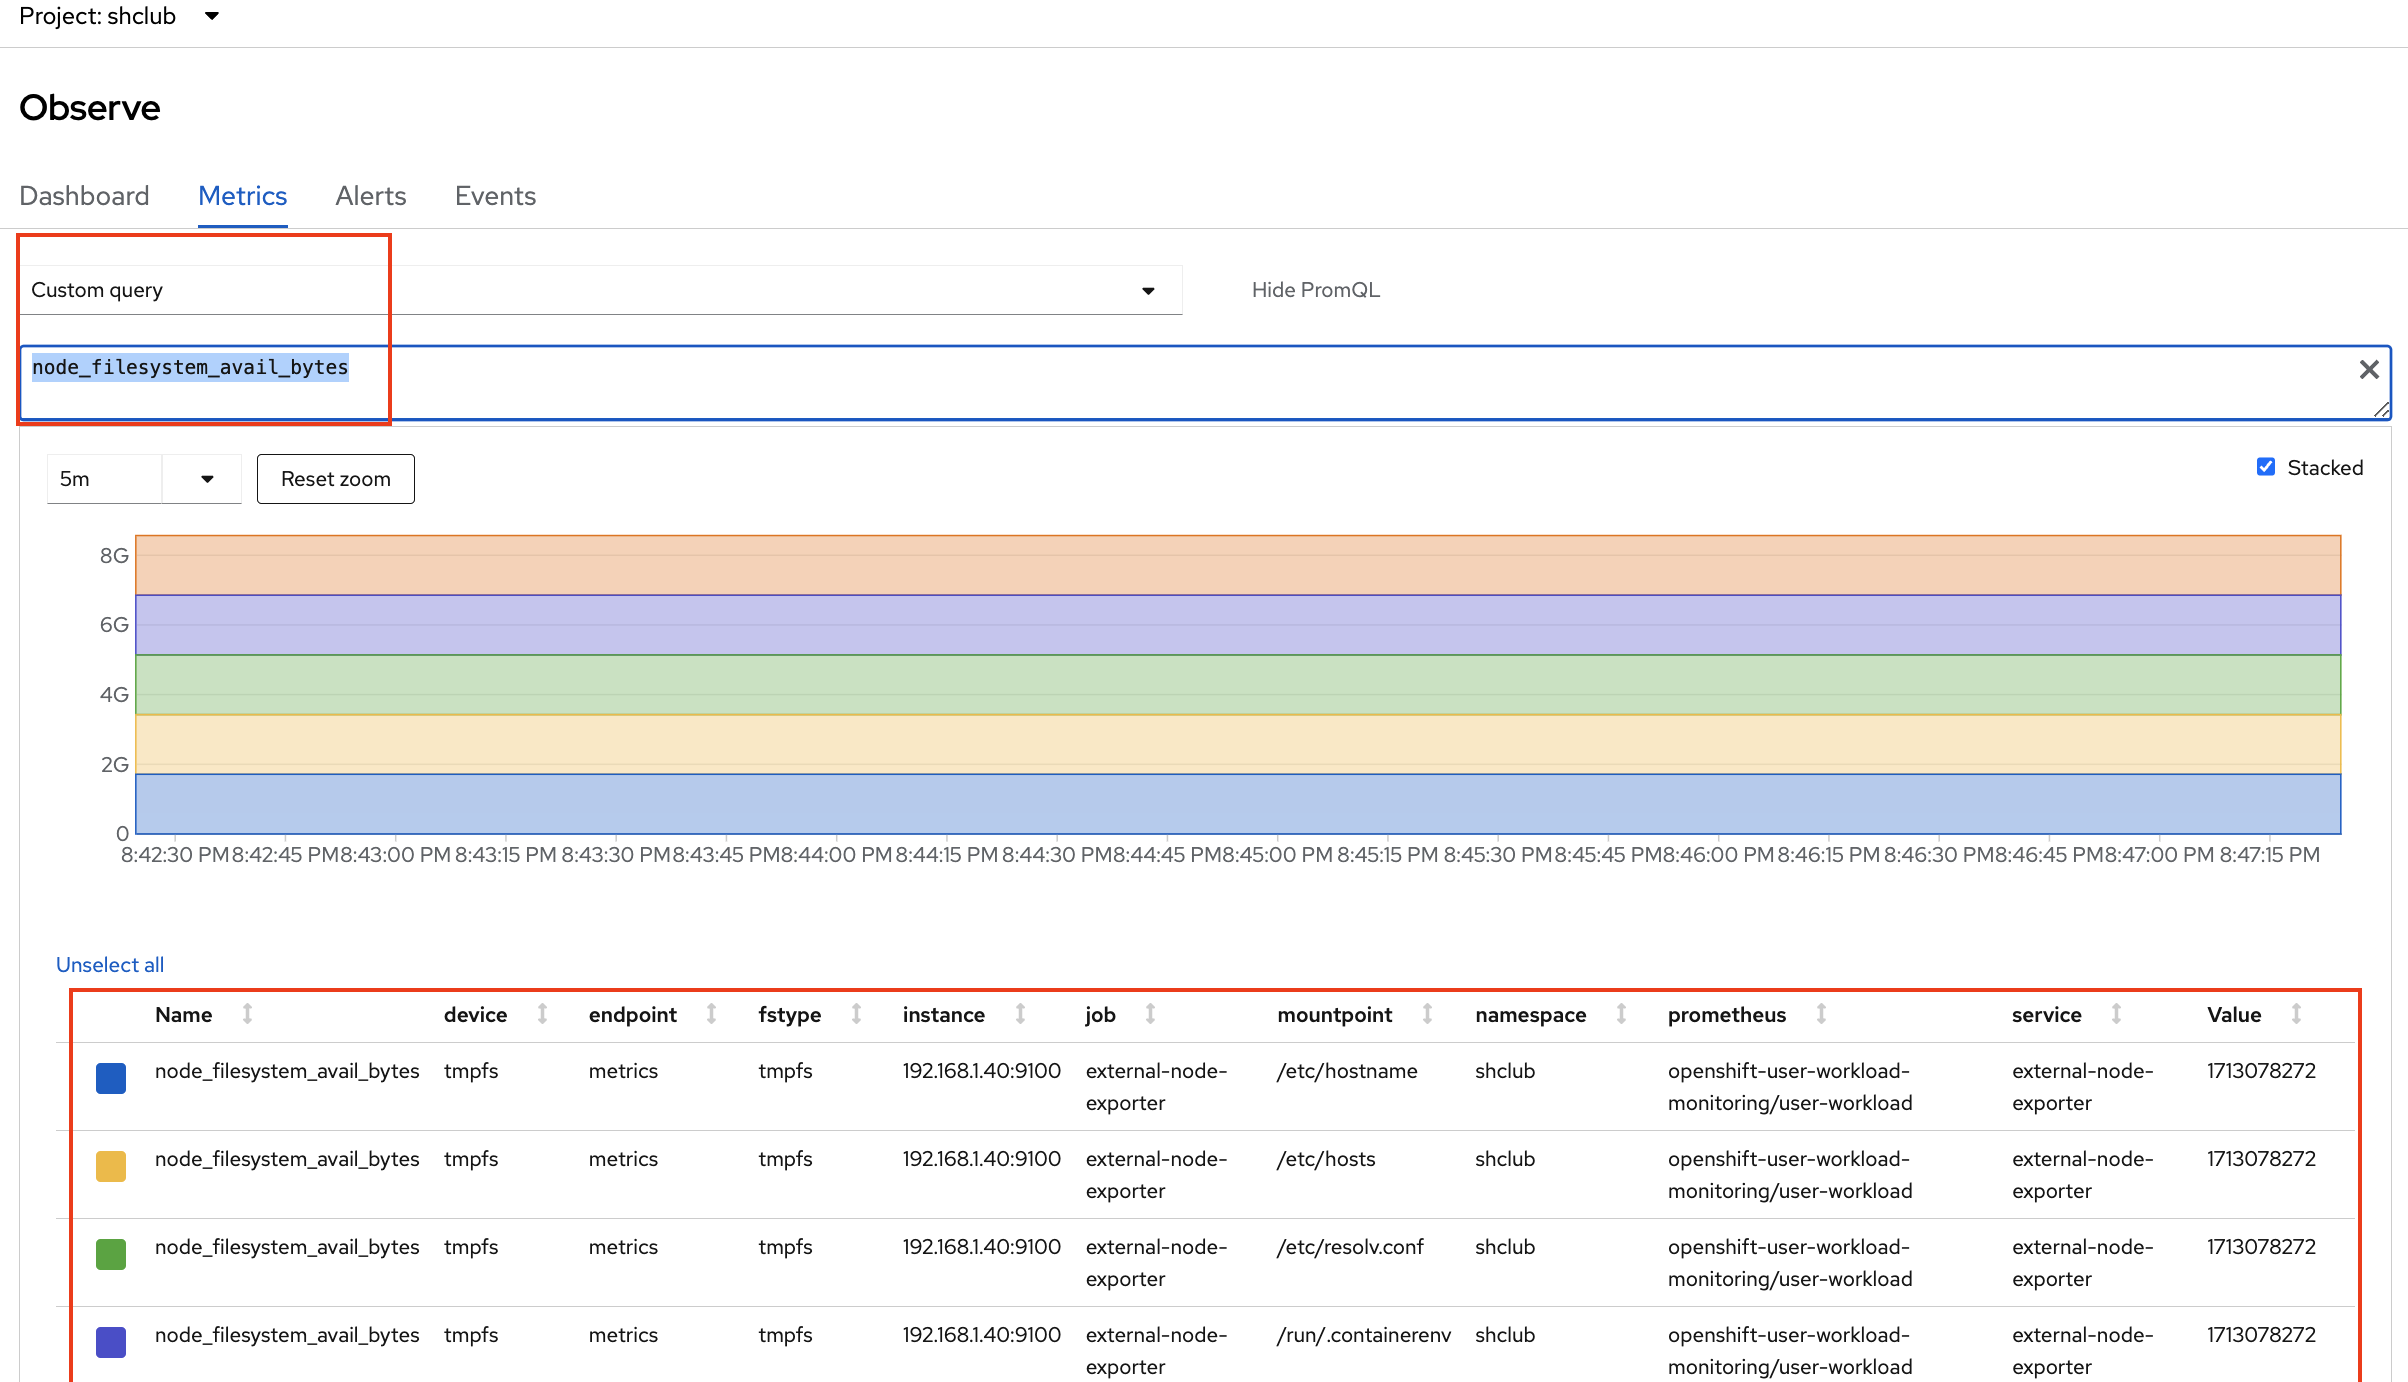 Project: shclub
Observe
Dashboard Metrics Alerts Events
Custom query
Hide PromQL
node_filesystem_avail_bytes
5m Reset zoom
Stacked
8G
6G
4G
2G
0
8:42:30 PM 8:42:45 PM 8:43:00 PM 8:43:15 PM 8:43:30 PM 8:43:45 PM 8:44:00 PM 8:44:15 PM 8:44:30 PM 8:44:45 PM 8:45:00 PM 8:45:15 PM 8:45:30 PM 8:45:45 PM 8:46:00 PM 8:46:15 PM 8:46:30 PM 8:46:45 PM 8:47:00 PM 8:47:15 PM
Unselect all
Name device endpoint fstype instance job mountpoint namespace prometheus service Value
node_filesystem_avail_bytes tmpfs metrics tmpfs 192.168.1.40:9100 external-node- /etc/hostname shclub openshift-user-workload- external-node- 1713078272
exporter monitoring/user-workload exporter
node_filesystem_avail_bytes tmpfs metrics tmpfs 192.168.1.40:9100 external-node- /etc/hosts shclub openshift-user-workload- external-node- 1713078272
exporter monitoring/user-workload exporter
node_filesystem_avail_bytes tmpfs metrics tmpfs 192.168.1.40:9100 external-node- /etc/resolv.conf shclub openshift-user-workload- external-node- 1713078272
exporter monitoring/user-workload exporter
node_filesystem_avail_bytes tmpfs metrics tmpfs 192.168.1.40:9100 external-node- /run/.containerenv shclub openshift-user-workload- external-node- 1713078272
exporter monitoring/user-workload exporter